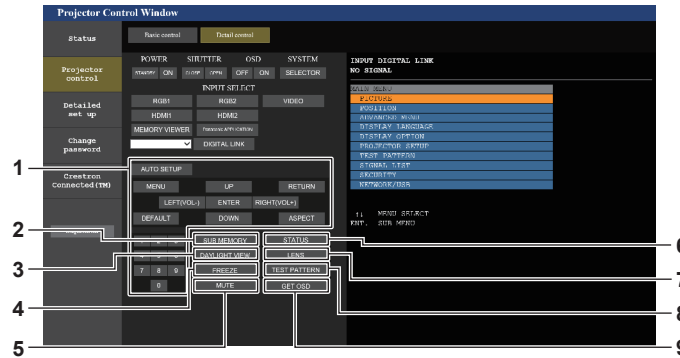 Projector Control Window
Status
Projector
control
Detailed
set up
Change
password
Crestron
Connected(TM)
Basic control
Detail control
POWER SHUTTER OSD SYSTEM
STANDBY ON CLOSE OPEN OFF ON SELECTOR
INPUT SELECT
RGB1 RGB2 VIDEO
HDMI1 HDMI2
MEMORY VIEWER Panasonic APPLICATION
DIGITAL LINK
AUTO SETUP
MENU UP RETURN
LEFT(VOL-) ENTER RIGHT(VOL+)
DEFAULT DOWN ASPECT
SUB MEMORY STATUS
DAYLIGHT VIEW LENS
7 8 9 FREEZE TEST PATTERN
0 MUTE GET OSD
INPUT DIGITAL LINK
NO SIGNAL
MAIN MENU
PICTURE
POSITION
ADVANCED MENU
DISPLAY LANGUAGE
DISPLAY OPTION
PROJECTOR SETUP
TEST PATTERN
SIGNAL LIST
SECURITY
NETWORK/USB
↑↓ MENU SELECT
ENT. SUB MENU
1
2
3
4
5
6
7
8
9